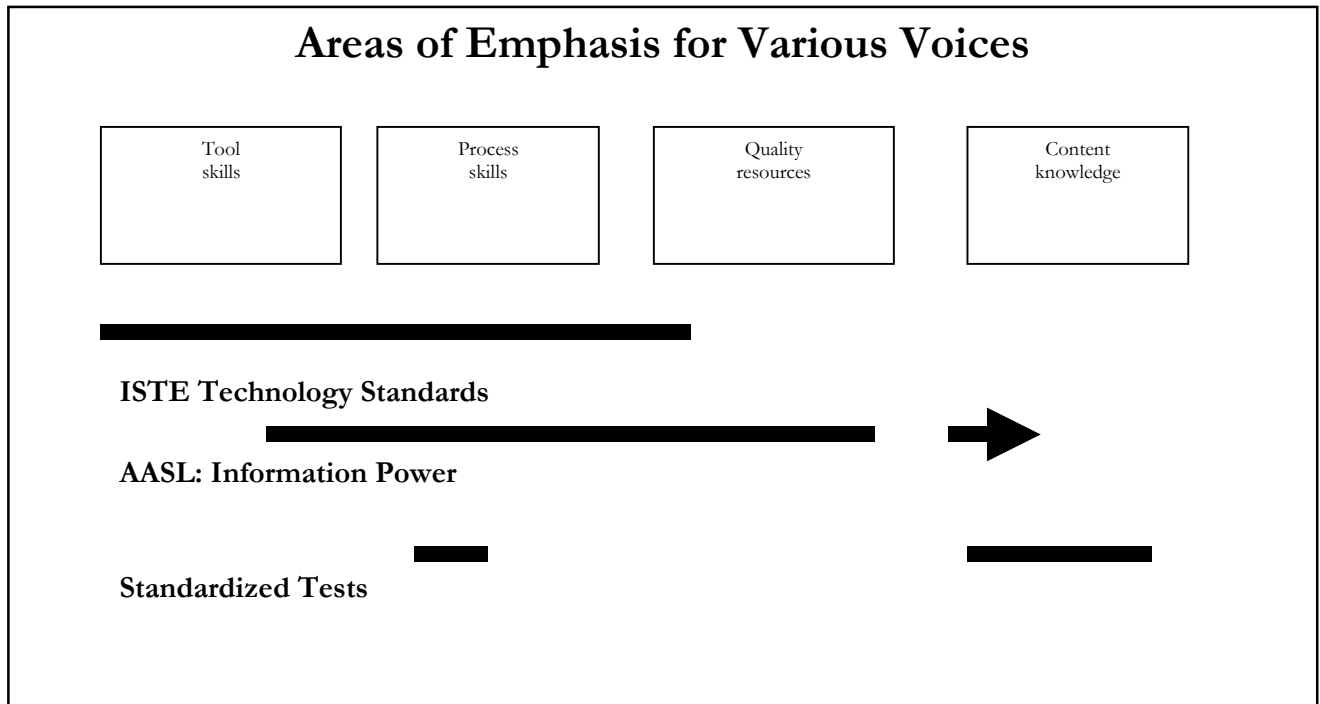 Areas of Emphasis for Various Voices
Tool
skills
Process
skills
Quality
resources
Content
knowledge
ISTE Technology Standards
AASL: Information Power
Standardized Tests